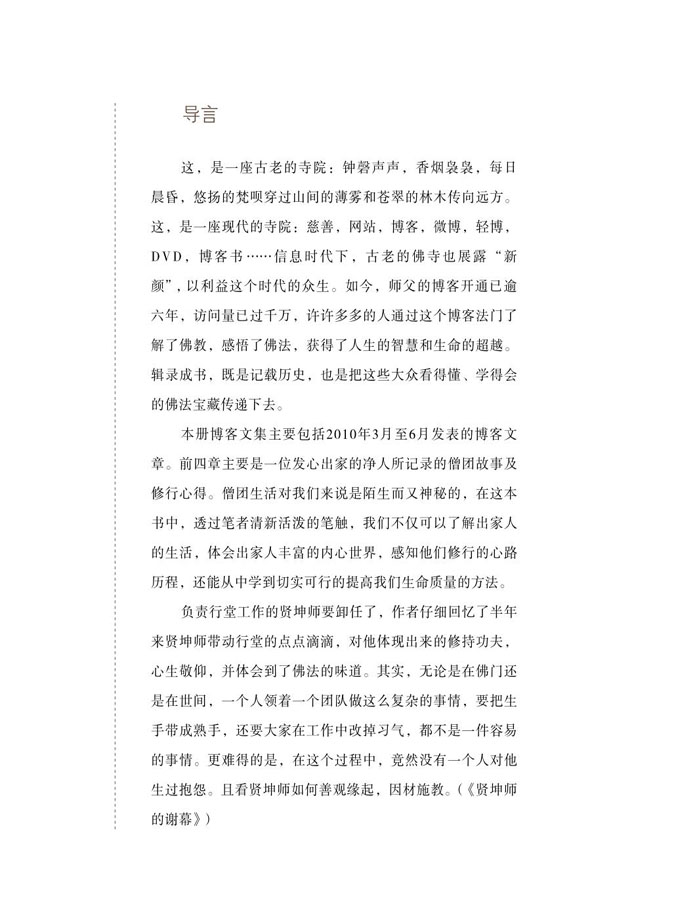 导言
这，是一座古老的寺院：钟磬声声，香烟袅袅，每日
晨昏，悠扬的梵呗穿过山间的薄雾和苍翠的林木传向远方。
这，是一座现代的寺院：慈善，网站，博客，微博，轻博，
DVD，博客书……信息时代下，古老的佛寺也展露“新
颜”，以利益这个时代的众生。如今，师父的博客开通已逾
六年，访问量已过千万，许许多多的人通过这个博客法门了
解了佛教，感悟了佛法，获得了人生的智慧和生命的超越。
辑录成书，既是记载历史，也是把这些大众看得懂、学得会
的佛法宝藏传递下去。
本册博客文集主要包括2010年3月至6月发表的博客文
章。前四章主要是一位发心出家的净人所记录的僧团故事及
修行心得。僧团生活对我们来说是陌生而又神秘的，在这本
书中，透过笔者清新活泼的笔触，我们不仅可以了解出家人
的生活，体会出家人丰富的内心世界，感知他们修行的心路
历程，还能从中学到切实可行的提高我们生命质量的方法。
负责行堂工作的贤坤师要卸任了，作者仔细回忆了半年
来贤坤师带动行堂的点点滴滴，对他体现出来的修持功夫，
心生敬仰，并体会到了佛法的味道。其实，无论是在佛门还
是在世间，一个人领着一个团队做这么复杂的事情，要把生
手带成熟手，还要大家在工作中改掉习气，都不是一件容易
的事情。更难得的是，在这个过程中，竟然没有一个人对他
生过抱怨。且看贤坤师如何善观缘起，因材施教。（《贤坤师
的谢幕》）